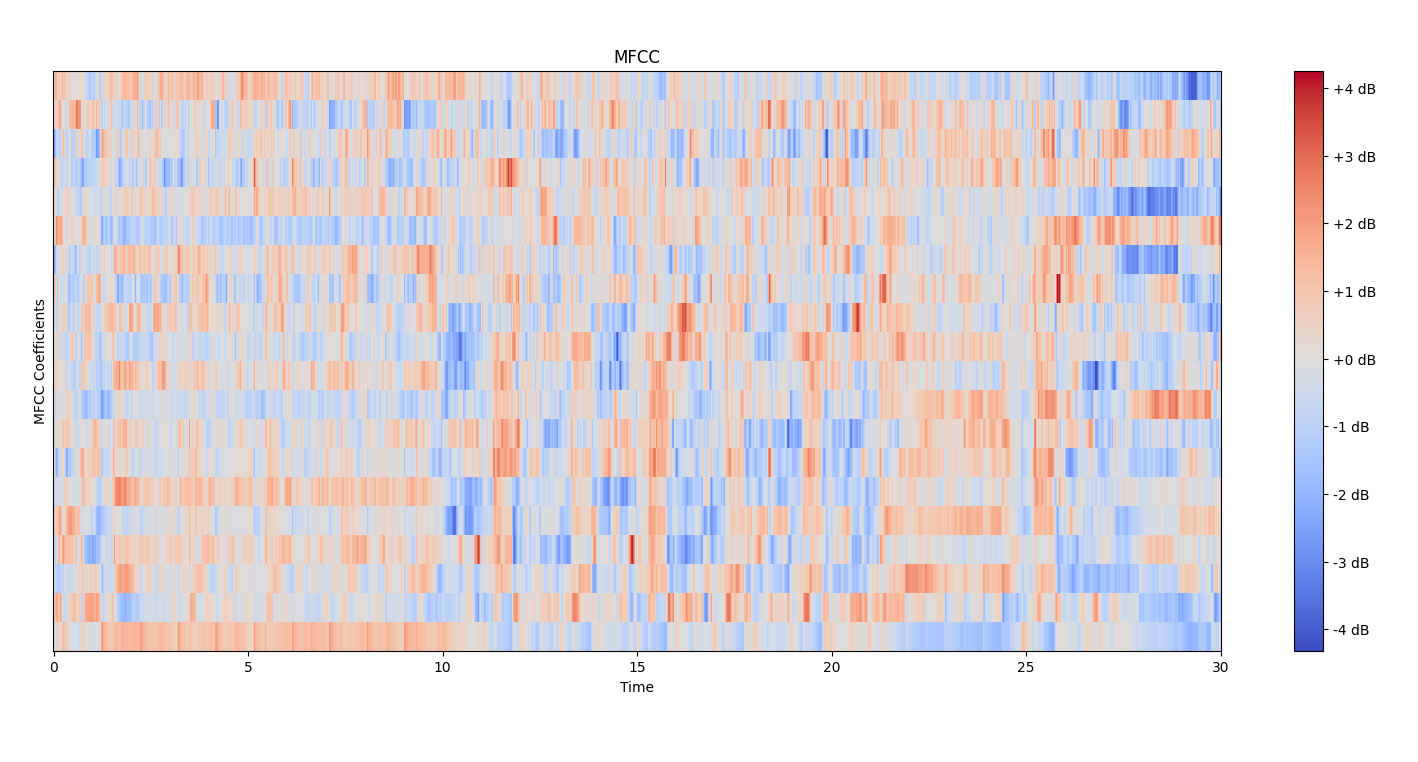 MFCC
MFCC Coefficients
0 5 10 15 20 25 30
Time
+4 dB
+3 dB
+2 dB
+1 dB
+0 dB
-1 dB
-2 dB
-3 dB
-4 dB